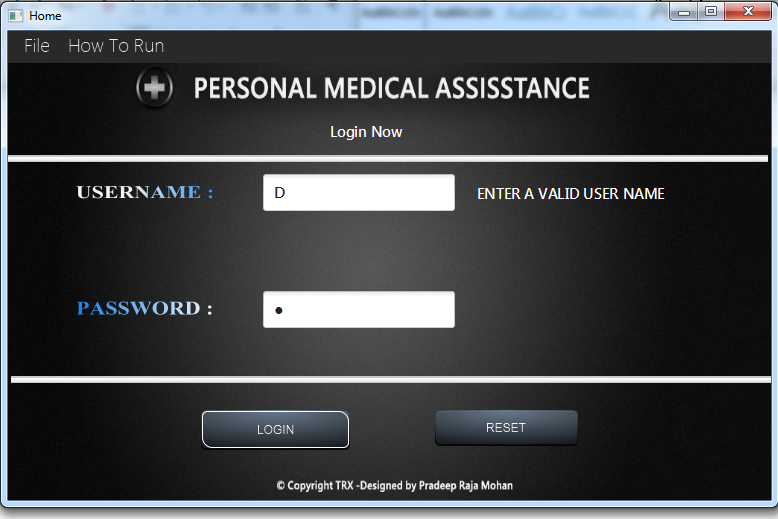 Home
File How To Run
PERSONAL MEDICAL ASSISSTANCE
Login Now
USERNAME : D ENTER A VALID USER NAME
PASSWORD : ●
LOGIN RESET
© Copyright TRX -Designed by Pradeep Raja Mohan